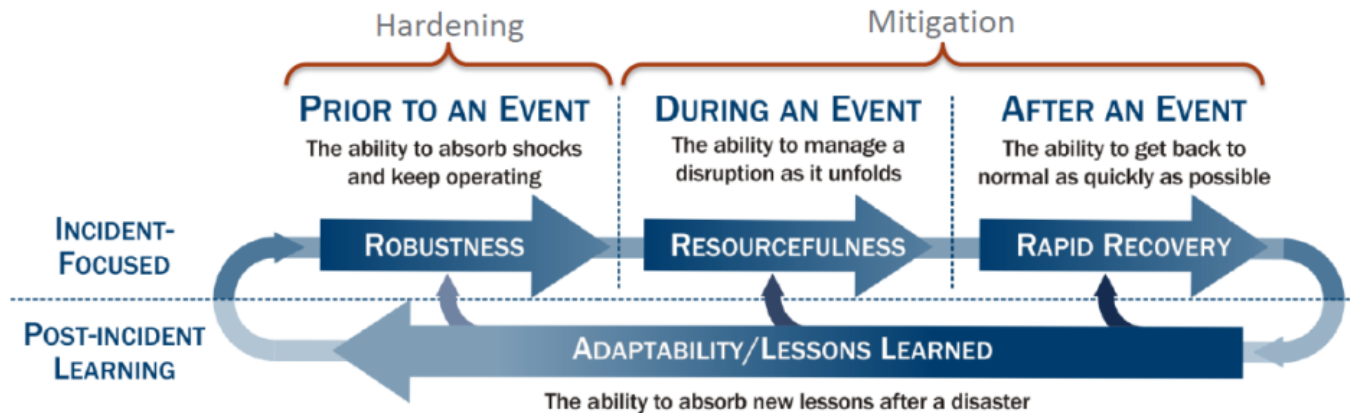 Hardening
Mitigation
PRIOR TO AN EVENT
The ability to absorb shocks
and keep operating
DURING AN EVENT
The ability to manage a
disruption as it unfolds
AFTER AN EVENT
The ability to get back to
normal as quickly as possible
INCIDENT-
FOCUSED
ROBUSTNESS
RESOURCEFULNESS
RAPID RECOVERY
POST-INCIDENT
LEARNING
ADAPTABILITY/LESSONS LEARNED
The ability to absorb new lessons after a disaster